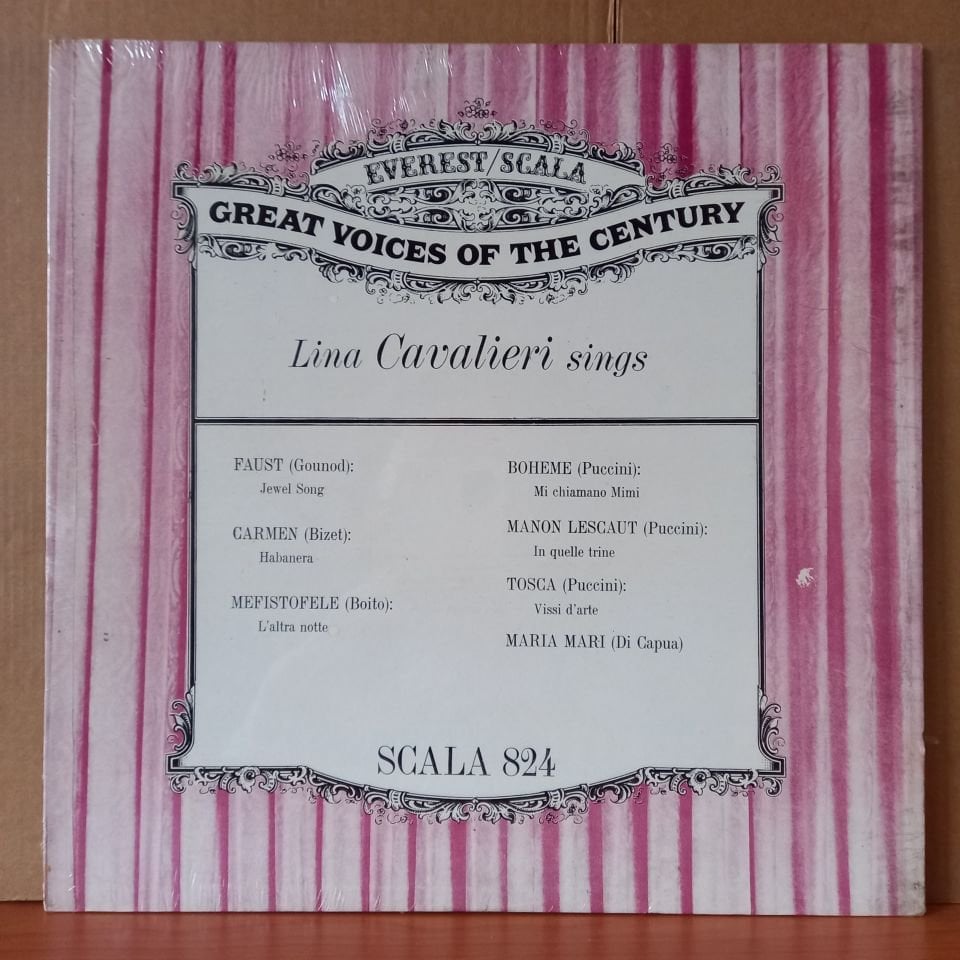 EVEREST/SCALA
GREAT VOICES OF THE CENTURY
Lina Cavalieri sings
FAUST (Gounod):
Jewel Song
CARMEN (Bizet):
Habanera
MEFISTOFELE (Boito):
L'altra notte
BOHEME (Puccini):
Mi chiamano Mimi
MANON LESCAUT (Puccini):
In quelle trine
TOSCA (Puccini):
Vissi d'arte
MARIA MARI (Di Capua)
SCALA 824